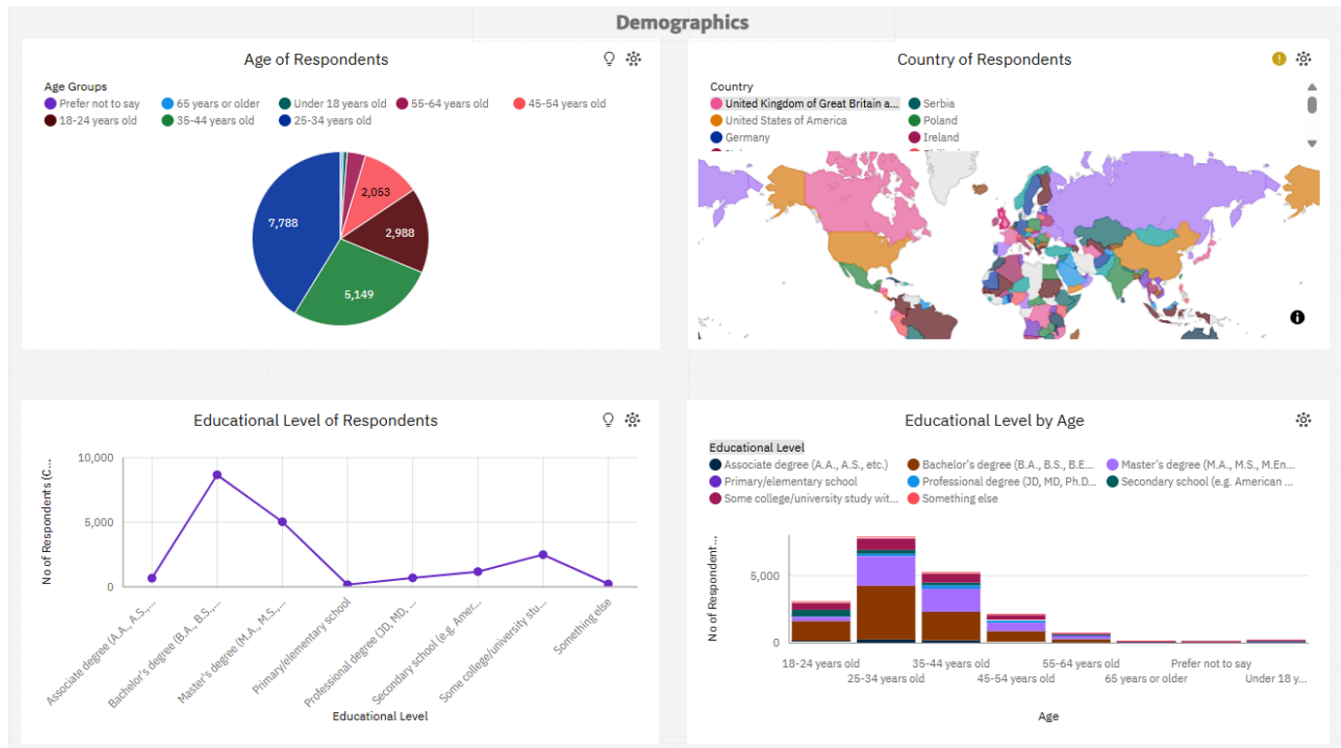 Demographics
Age of Respondents
Age Groups
Prefer not to say 65 years or older Under 18 years old 55-64 years old 45-54 years old
18-24 years old 35-44 years old 25-34 years old
2,053
7,788
2,988
5,149
Country of Respondents
Country
United Kingdom of Great Britain a... Serbia
United States of America Poland
Germany Ireland
Educational Level of Respondents
No of Respondents (C...
10,000
5,000
0
Associate degree (A.A., A.S.,...
Bachelor's degree (B.A., B.S.,...
Master's degree (M.A., M.S.,...
Primary/elementary school
Professional degree (JD, MD, ...
Secondary school (e.g. Amer...
Some college/university stu...
Something else
Educational Level
Educational Level by Age
Educational Level
Associate degree (A.A., A.S., etc.) Bachelor's degree (B.A., B.S., B.E... Master's degree (M.A., M.S., M.En...
Primary/elementary school Professional degree (JD, MD, Ph.D... Secondary school (e.g. American ...
Some college/university study wit... Something else
No of Respondent...
5,000
0
18-24 years old 35-44 years old 55-64 years old Prefer not to say
25-34 years old 45-54 years old 65 years or older Under 18 y...
Age